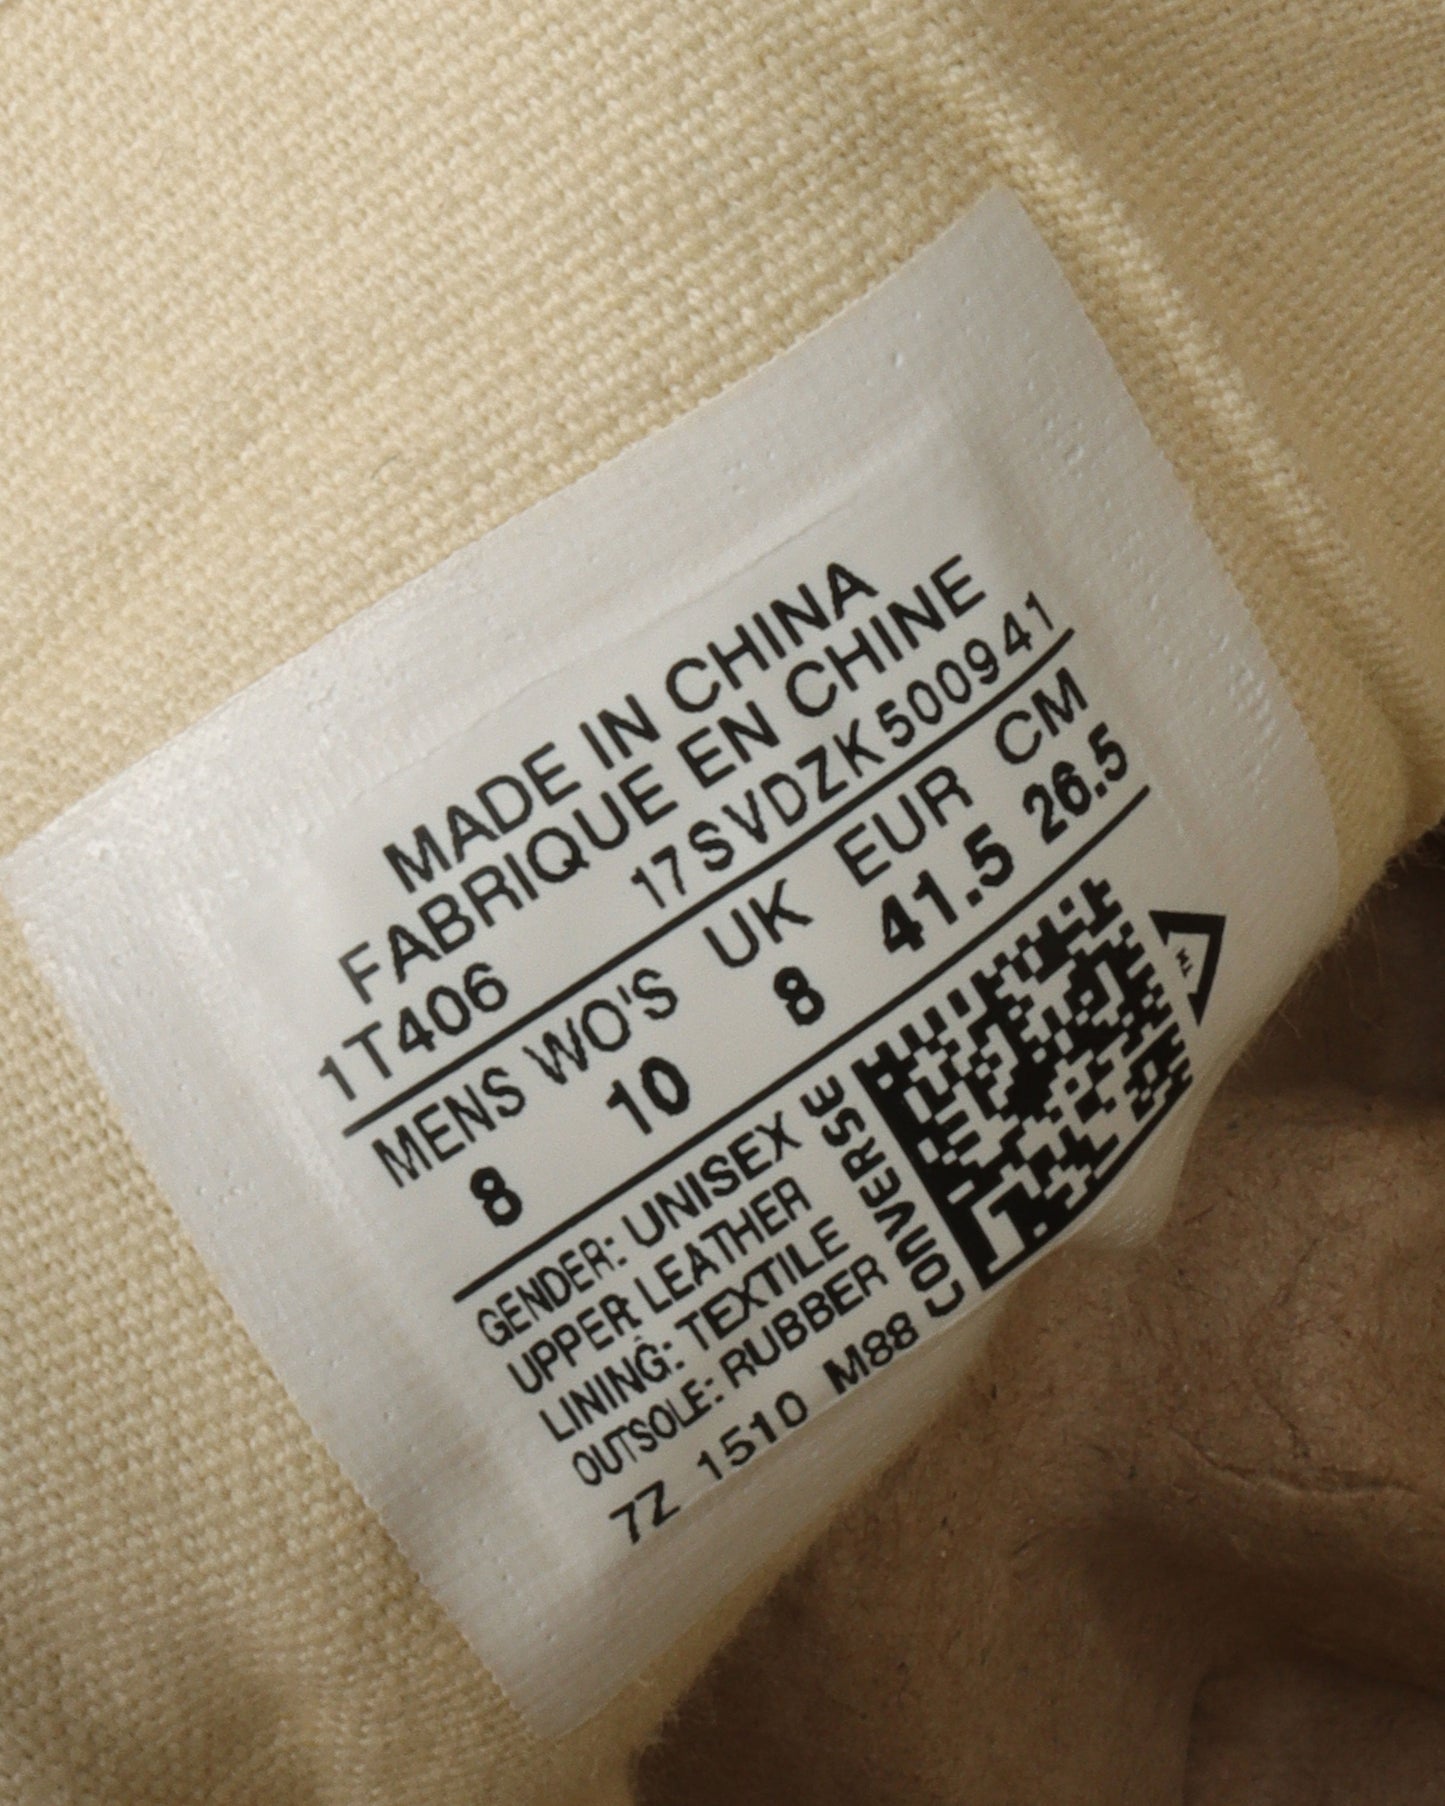 MADE IN CHINA
FABRIQUE EN CHINE
1T406 17SVDZK500941
MENS WO'S UK EUR CM
8 10 8 41.5 26.5
GENDER: UNISEX
UPPER: LEATHER
LINING: TEXTILE
OUTSOLE: RUBBER
7Z 1510 M88
CONVERSE